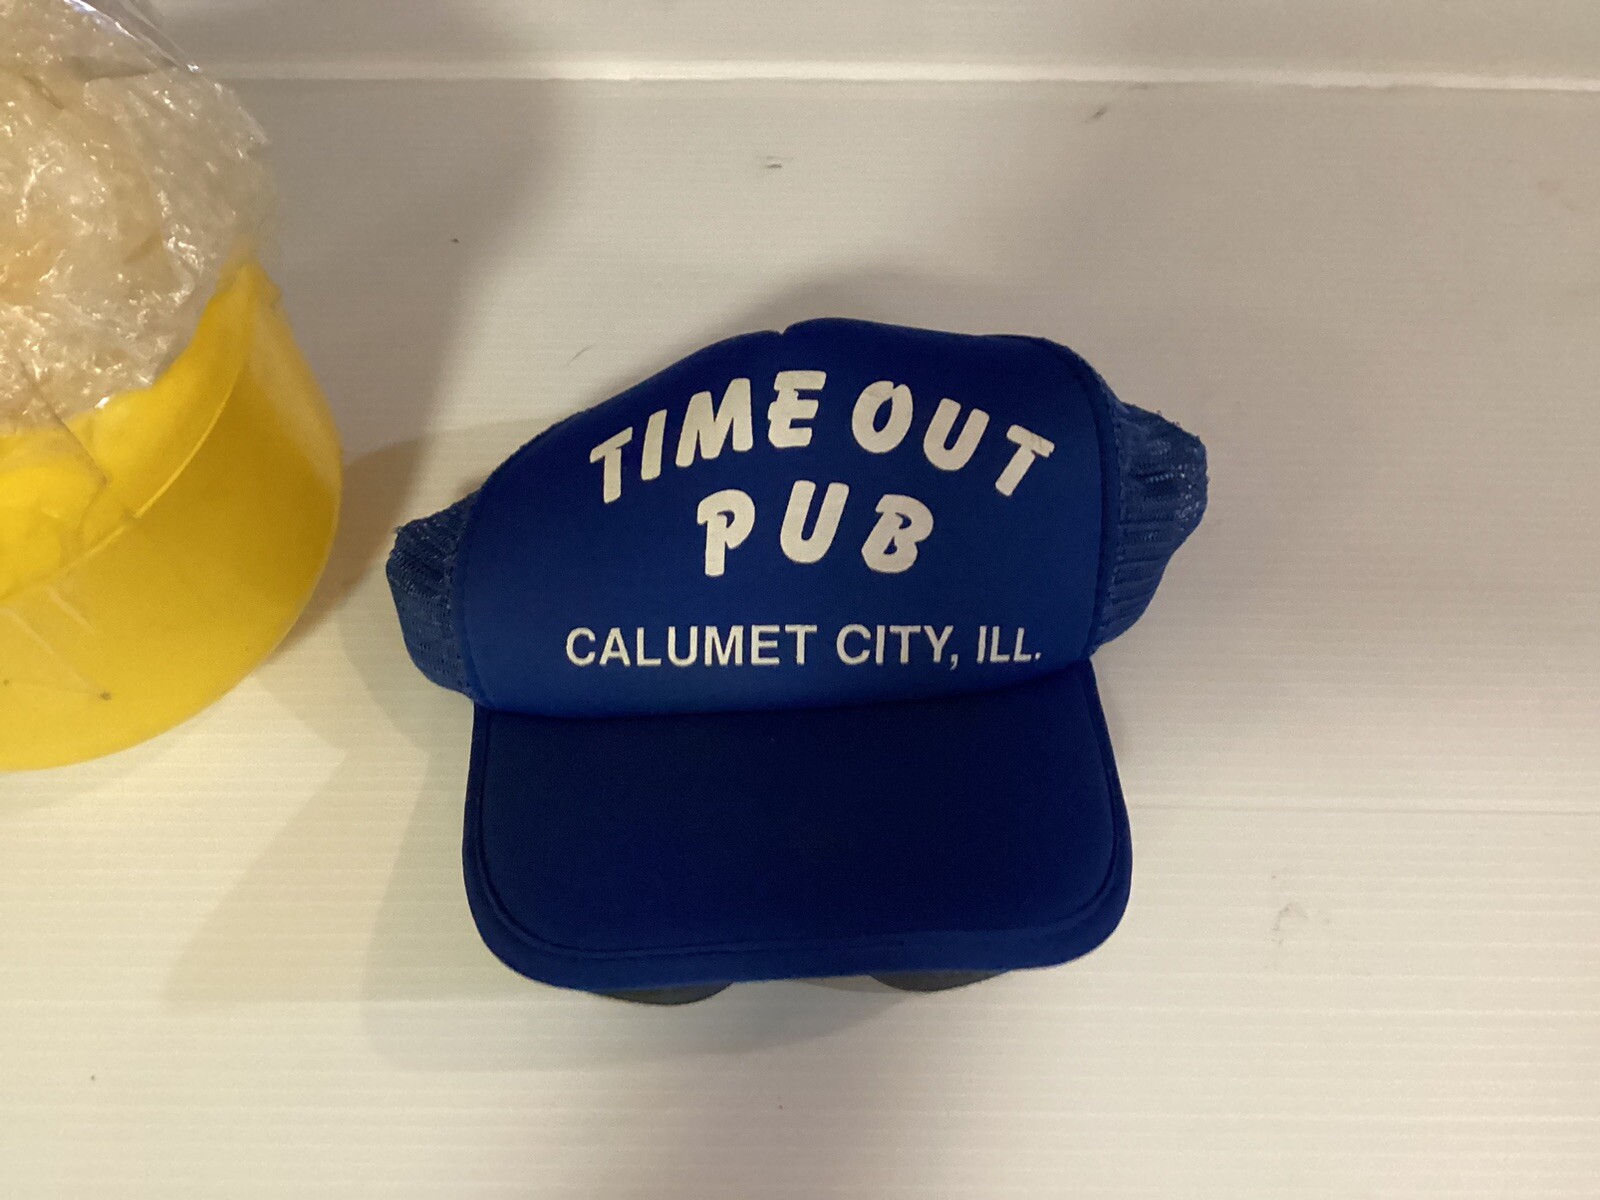 TIME OUT
PUB
CALUMET CITY, ILL.